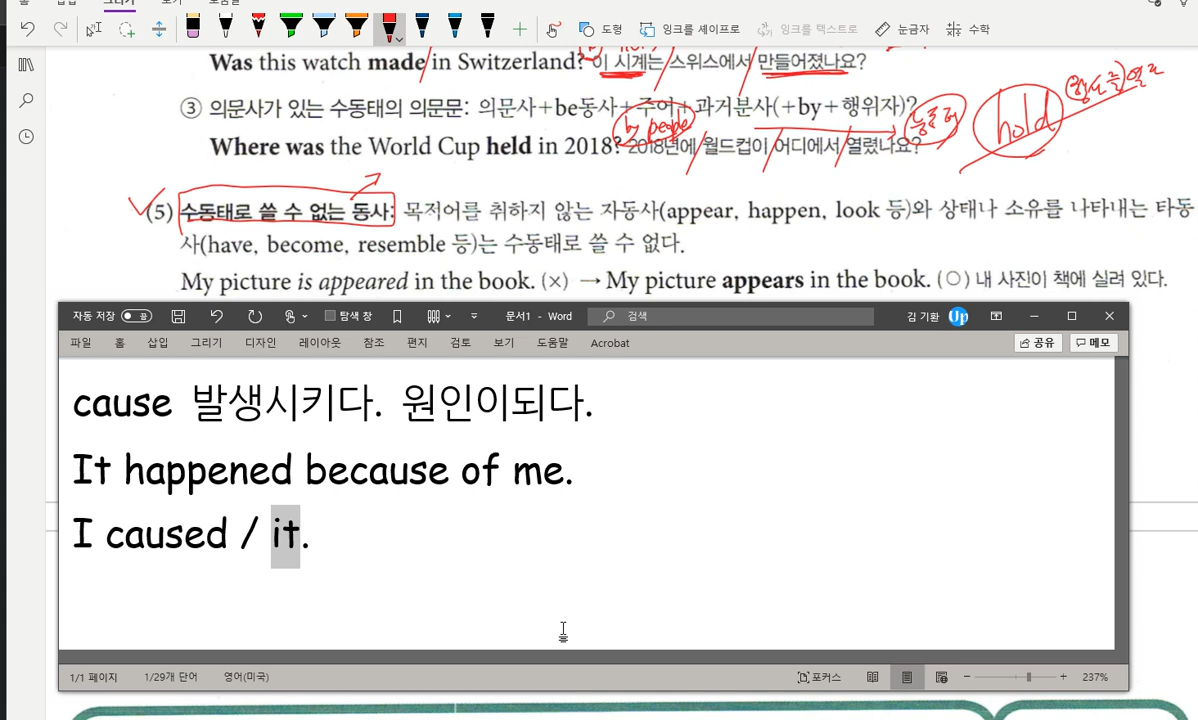 홈 삽입 그리기 보기 도움말
도형 잉크를 셰이프로 잉크를 텍스트로 눈금자 수학
Was this watch made in Switzerland? 이 시계는 스위스에서 만들어졌나요?
③ 의문사가 있는 수동태의 의문문: 의문사+be동사+주어+과거분사(+by+행위자)?
by people
hold
Where was the World Cup held in 2018? 2018년에 월드컵이 어디에서 열렸나요?
(5) 수동태로 쓸 수 없는 동사: 목적어를 취하지 않는 자동사(appear, happen, look 등)와 상태나 소유를 나타내는 타동
사(have, become, resemble 등)는 수동태로 쓸 수 없다.
My picture is appeared in the book. (×) → My picture appears in the book. (○) 내 사진이 책에 실려 있다.
자동 저장 끔 탐색 창 문서1 - Word 검색 김 기환
파일 홈 삽입 그리기 디자인 레이아웃 참조 편지 검토 보기 도움말 Acrobat 공유 메모
cause 발생시키다. 원인이되다.
It happened because of me.
I caused / it.
1/1 페이지 1/29개 단어 영어(미국) 포커스 237%